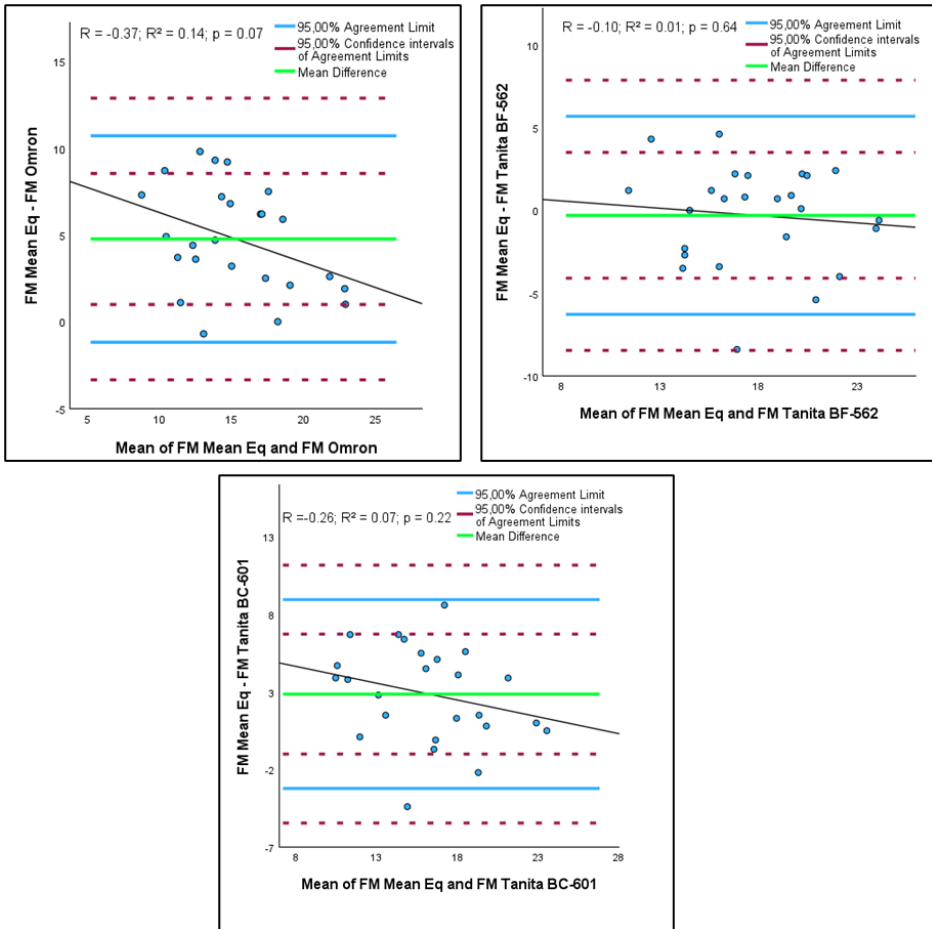 R = -0.37; R² = 0.14; p = 0.07
95,00% Agreement Limit
95,00% Confidence intervals
of Agreement Limits
Mean Difference
15
10
5
0
-5
FM Mean Eq - FM Omron
5
10
15
20
25
Mean of FM Mean Eq and FM Omron
R = -0.10; R² = 0.01; p = 0.64
95,00% Agreement Limit
95,00% Confidence intervals
of Agreement Limits
Mean Difference
10
5
0
-5
-10
FM Mean Eq - FM Tanita BF-562
8
13
18
23
Mean of FM Mean Eq and FM Tanita BF-562
R =-0.26; R² = 0.07; p = 0.22
95,00% Agreement Limit
95,00% Confidence intervals
of Agreement Limits
Mean Difference
13
8
3
-2
-7
FM Mean Eq - FM Tanita BC-601
8
13
18
23
28
Mean of FM Mean Eq and FM Tanita BC-601